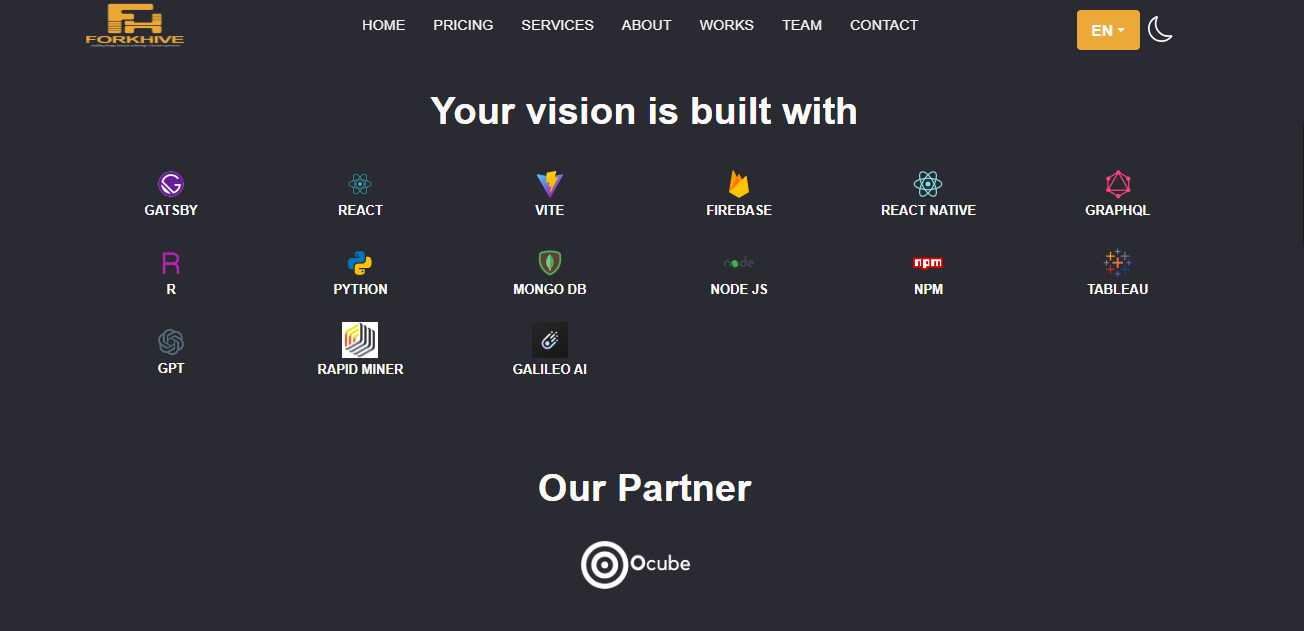 FORKHIVE
HOME PRICING SERVICES ABOUT WORKS TEAM CONTACT
EN
Your vision is built with
GATSBY REACT VITE FIREBASE REACT NATIVE GRAPHQL
node npm
R PYTHON MONGO DB NODE JS NPM TABLEAU
GPT RAPID MINER GALILEO AI
Our Partner
Ocube